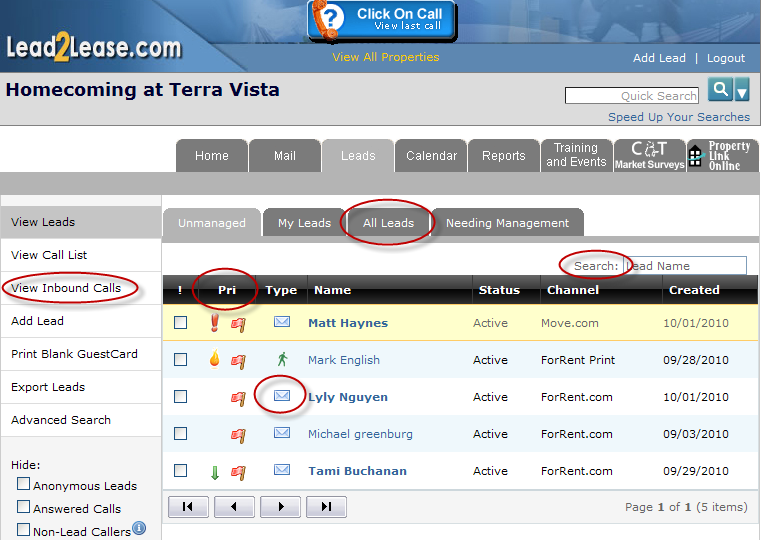 Click On Call
View last call
Lead2Lease.com
View All Properties
Add Lead | Logout
Homecoming at Terra Vista
Quick Search
Speed Up Your Searches
Home
Mail
Leads
Calendar
Reports
Training and Events
C&T Market Surveys
Property Link Online
View Leads
View Call List
View Inbound Calls
Add Lead
Print Blank GuestCard
Export Leads
Advanced Search
Hide:
Anonymous Leads
Answered Calls
Non-Lead Callers
Unmanaged
My Leads
All Leads
Needing Management
Search: Lead Name
! Pri Type Name Status Channel Created
Matt Haynes Active Move.com 10/01/2010
Mark English Active ForRent Print 09/28/2010
Lyly Nguyen Active ForRent.com 10/01/2010
Michael greenburg Active ForRent.com 09/03/2010
Tami Buchanan Active ForRent.com 09/29/2010
Page 1 of 1 (5 items)